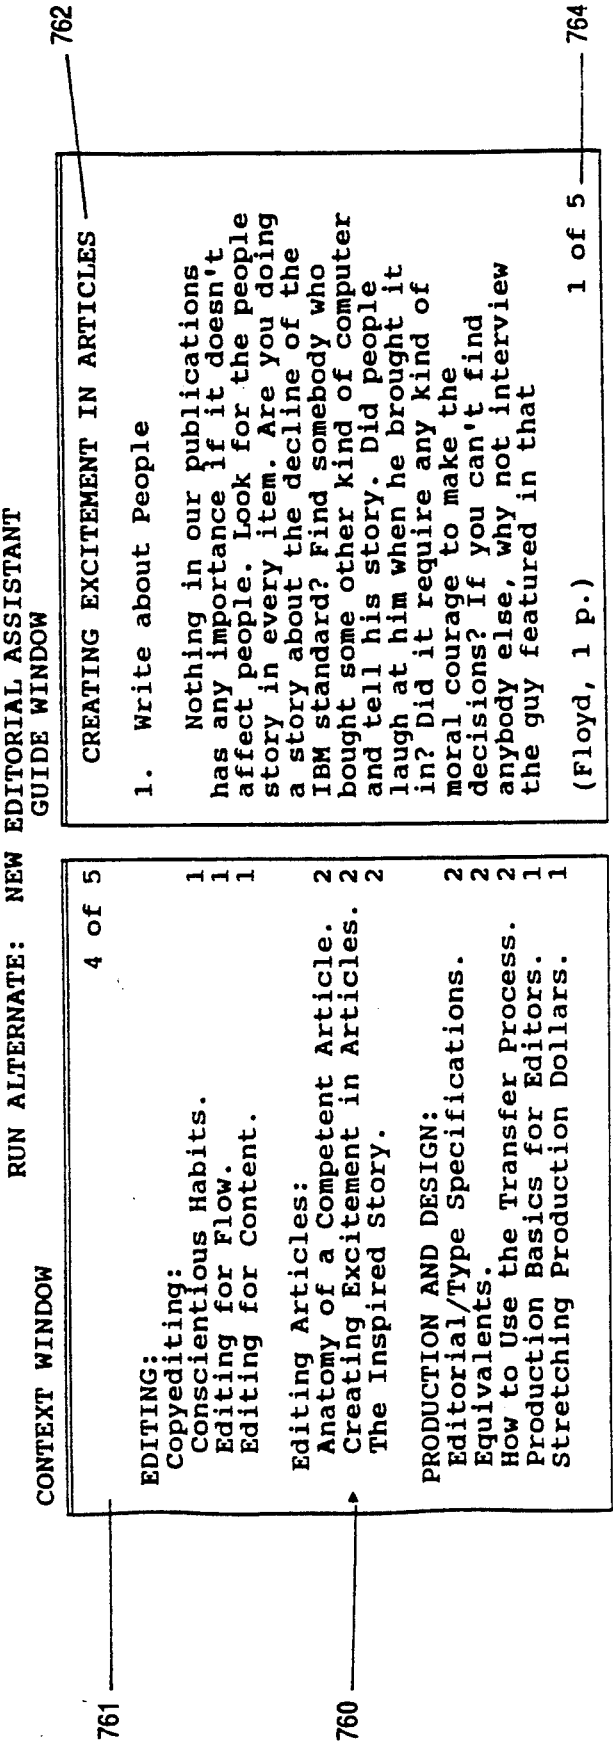 RUN ALTERNATE: NEW EDITORIAL ASSISTANT
CONTEXT WINDOW
4 of 5
EDITING:
Copyediting:
Conscientious Habits. 1
Editing for Flow. 1
Editing for Content. 1
Editing Articles:
Anatomy of a Competent Article. 2
Creating Excitement in Articles. 2
The Inspired Story. 2
PRODUCTION AND DESIGN:
Editorial/Type Specifications. 2
Equivalents. 2
How to Use the Transfer Process. 2
Production Basics for Editors. 1
Stretching Production Dollars. 1
761
760
GUIDE WINDOW
CREATING EXCITEMENT IN ARTICLES
1. Write about People
Nothing in our publications
has any importance if it doesn't
affect people. Look for the people
story in every item. Are you doing
a story about the decline of the
IBM standard? Find somebody who
bought some other kind of computer
and tell his story. Did people
laugh at him when he brought it
in? Did it require any kind of
moral courage to make the
decisions? If you can't find
anybody else, why not interview
the guy featured in that
(Floyd, 1 p.) 1 of 5
762
764